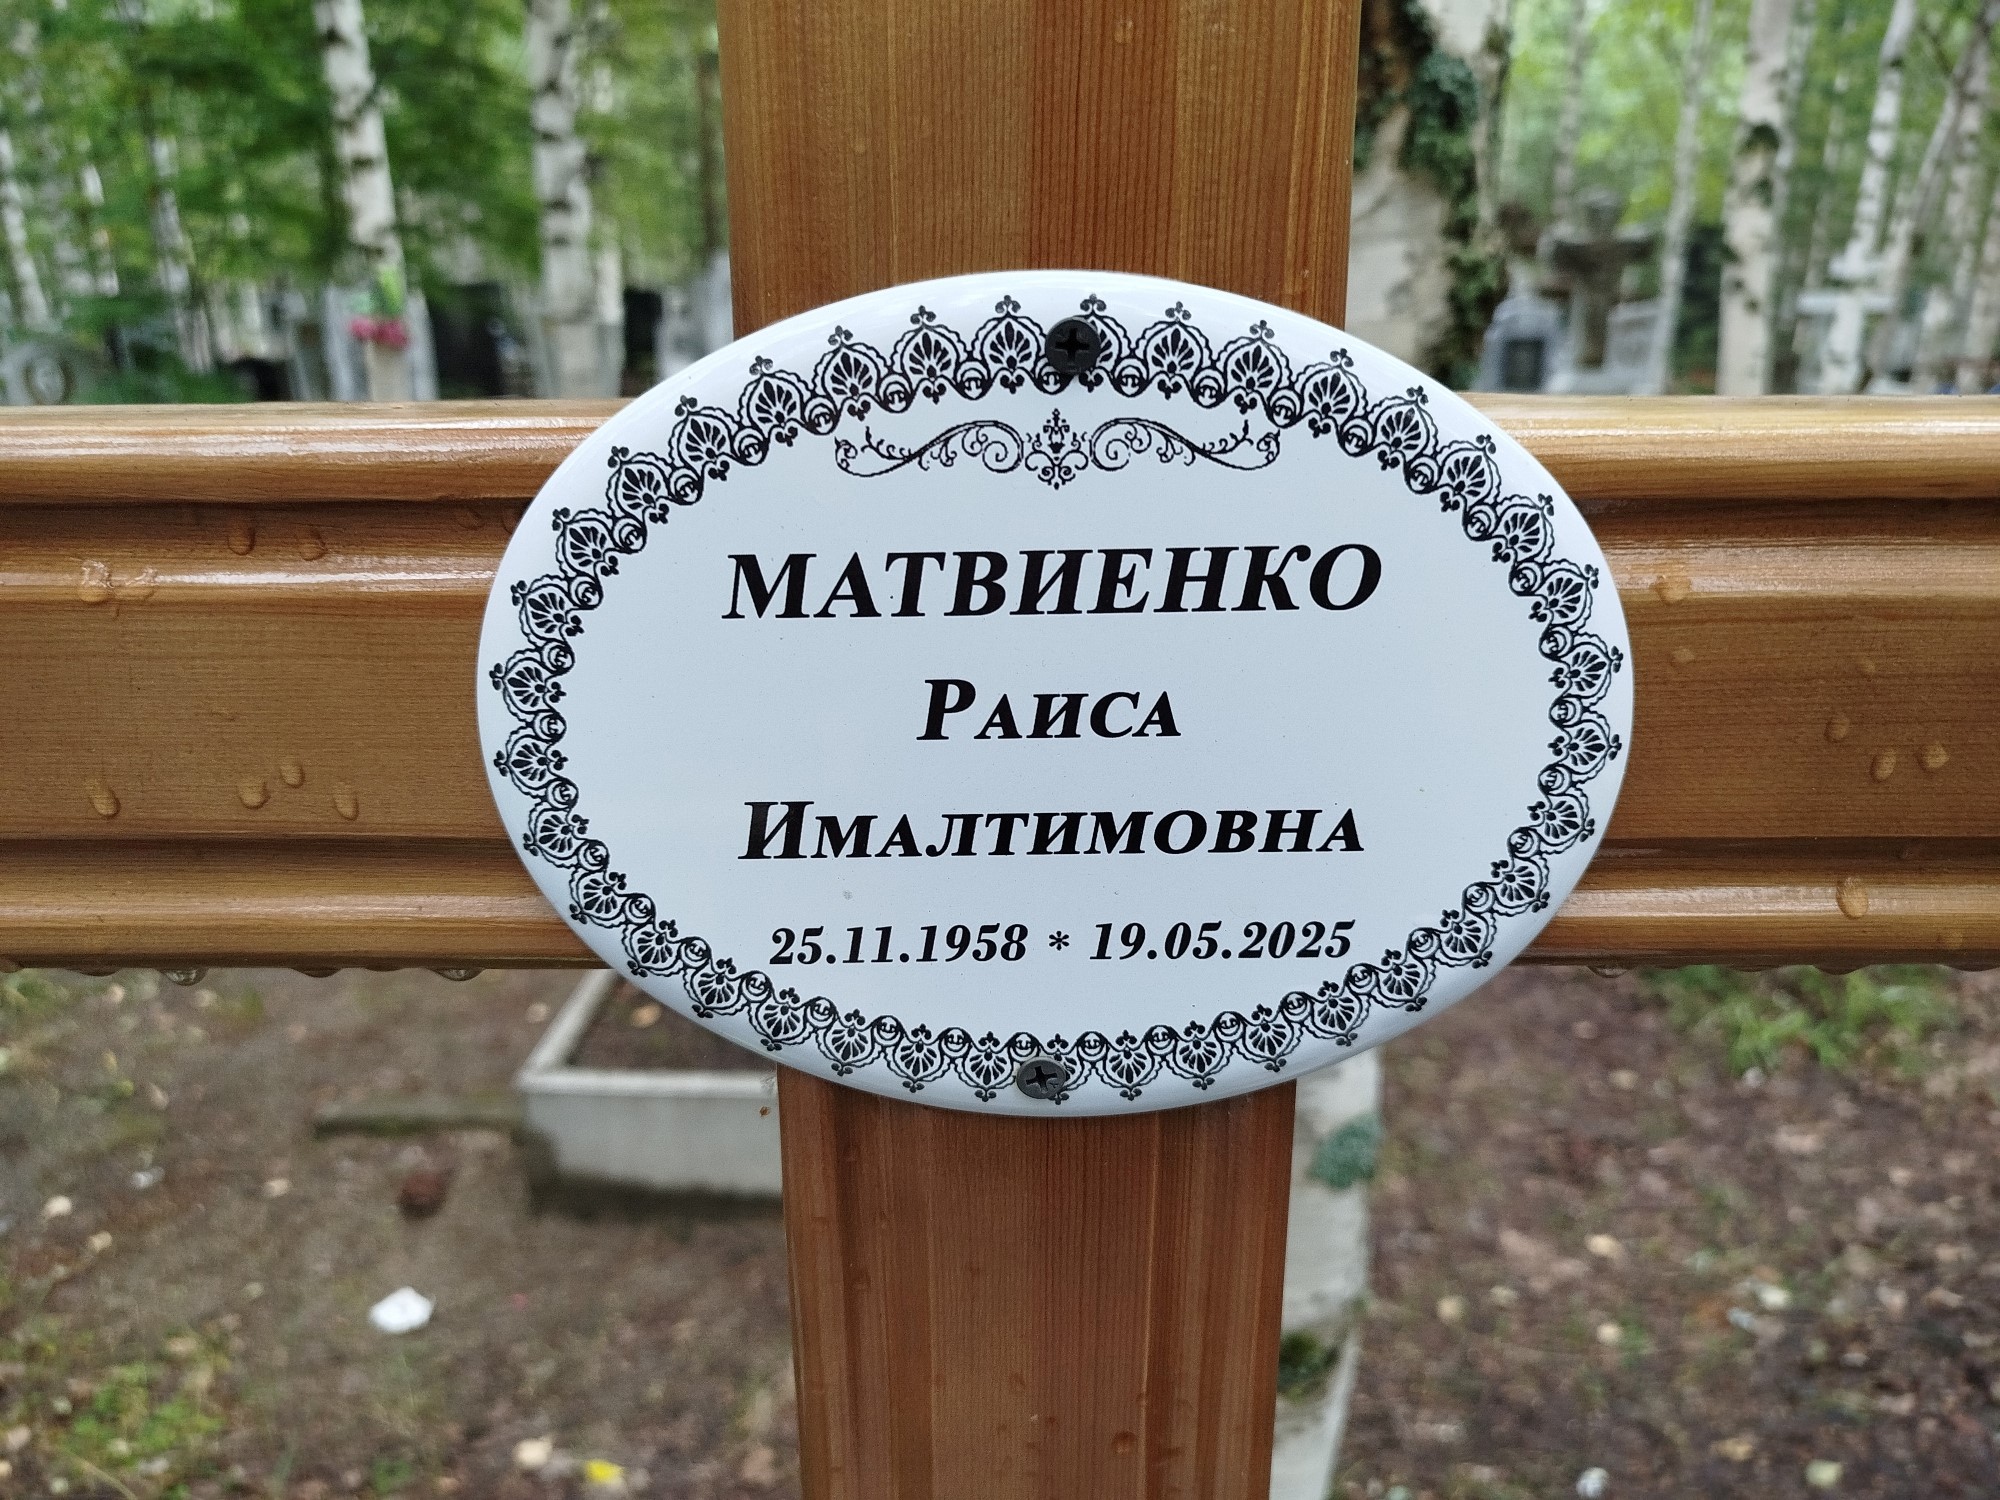 МАТВИЕНКО
Раиса
Ималтимовна
25.11.1958 * 19.05.2025